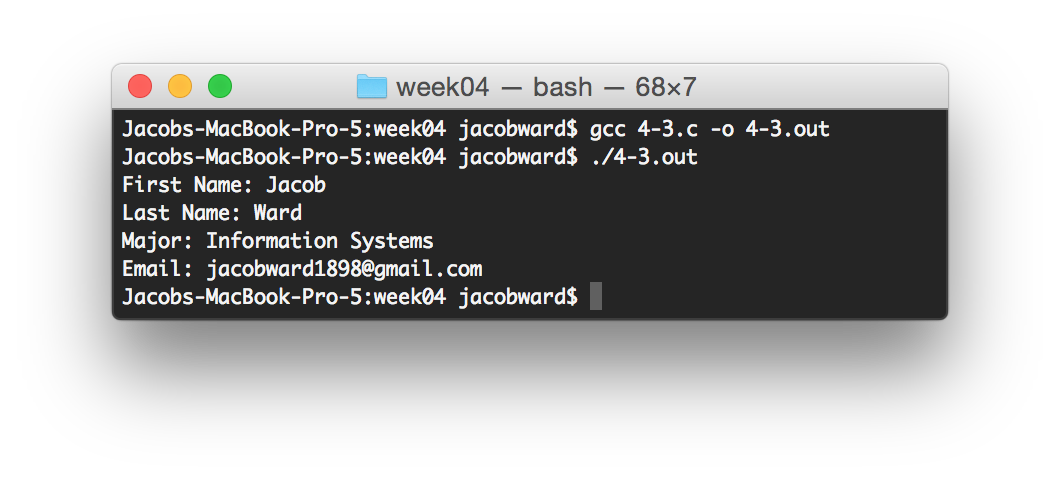 week04 — bash — 68×7
Jacobs-MacBook-Pro-5:week04 jacobward$ gcc 4-3.c -o 4-3.out
Jacobs-MacBook-Pro-5:week04 jacobward$ ./4-3.out
First Name: Jacob
Last Name: Ward
Major: Information Systems
Email: jacobward1898@gmail.com
Jacobs-MacBook-Pro-5:week04 jacobward$